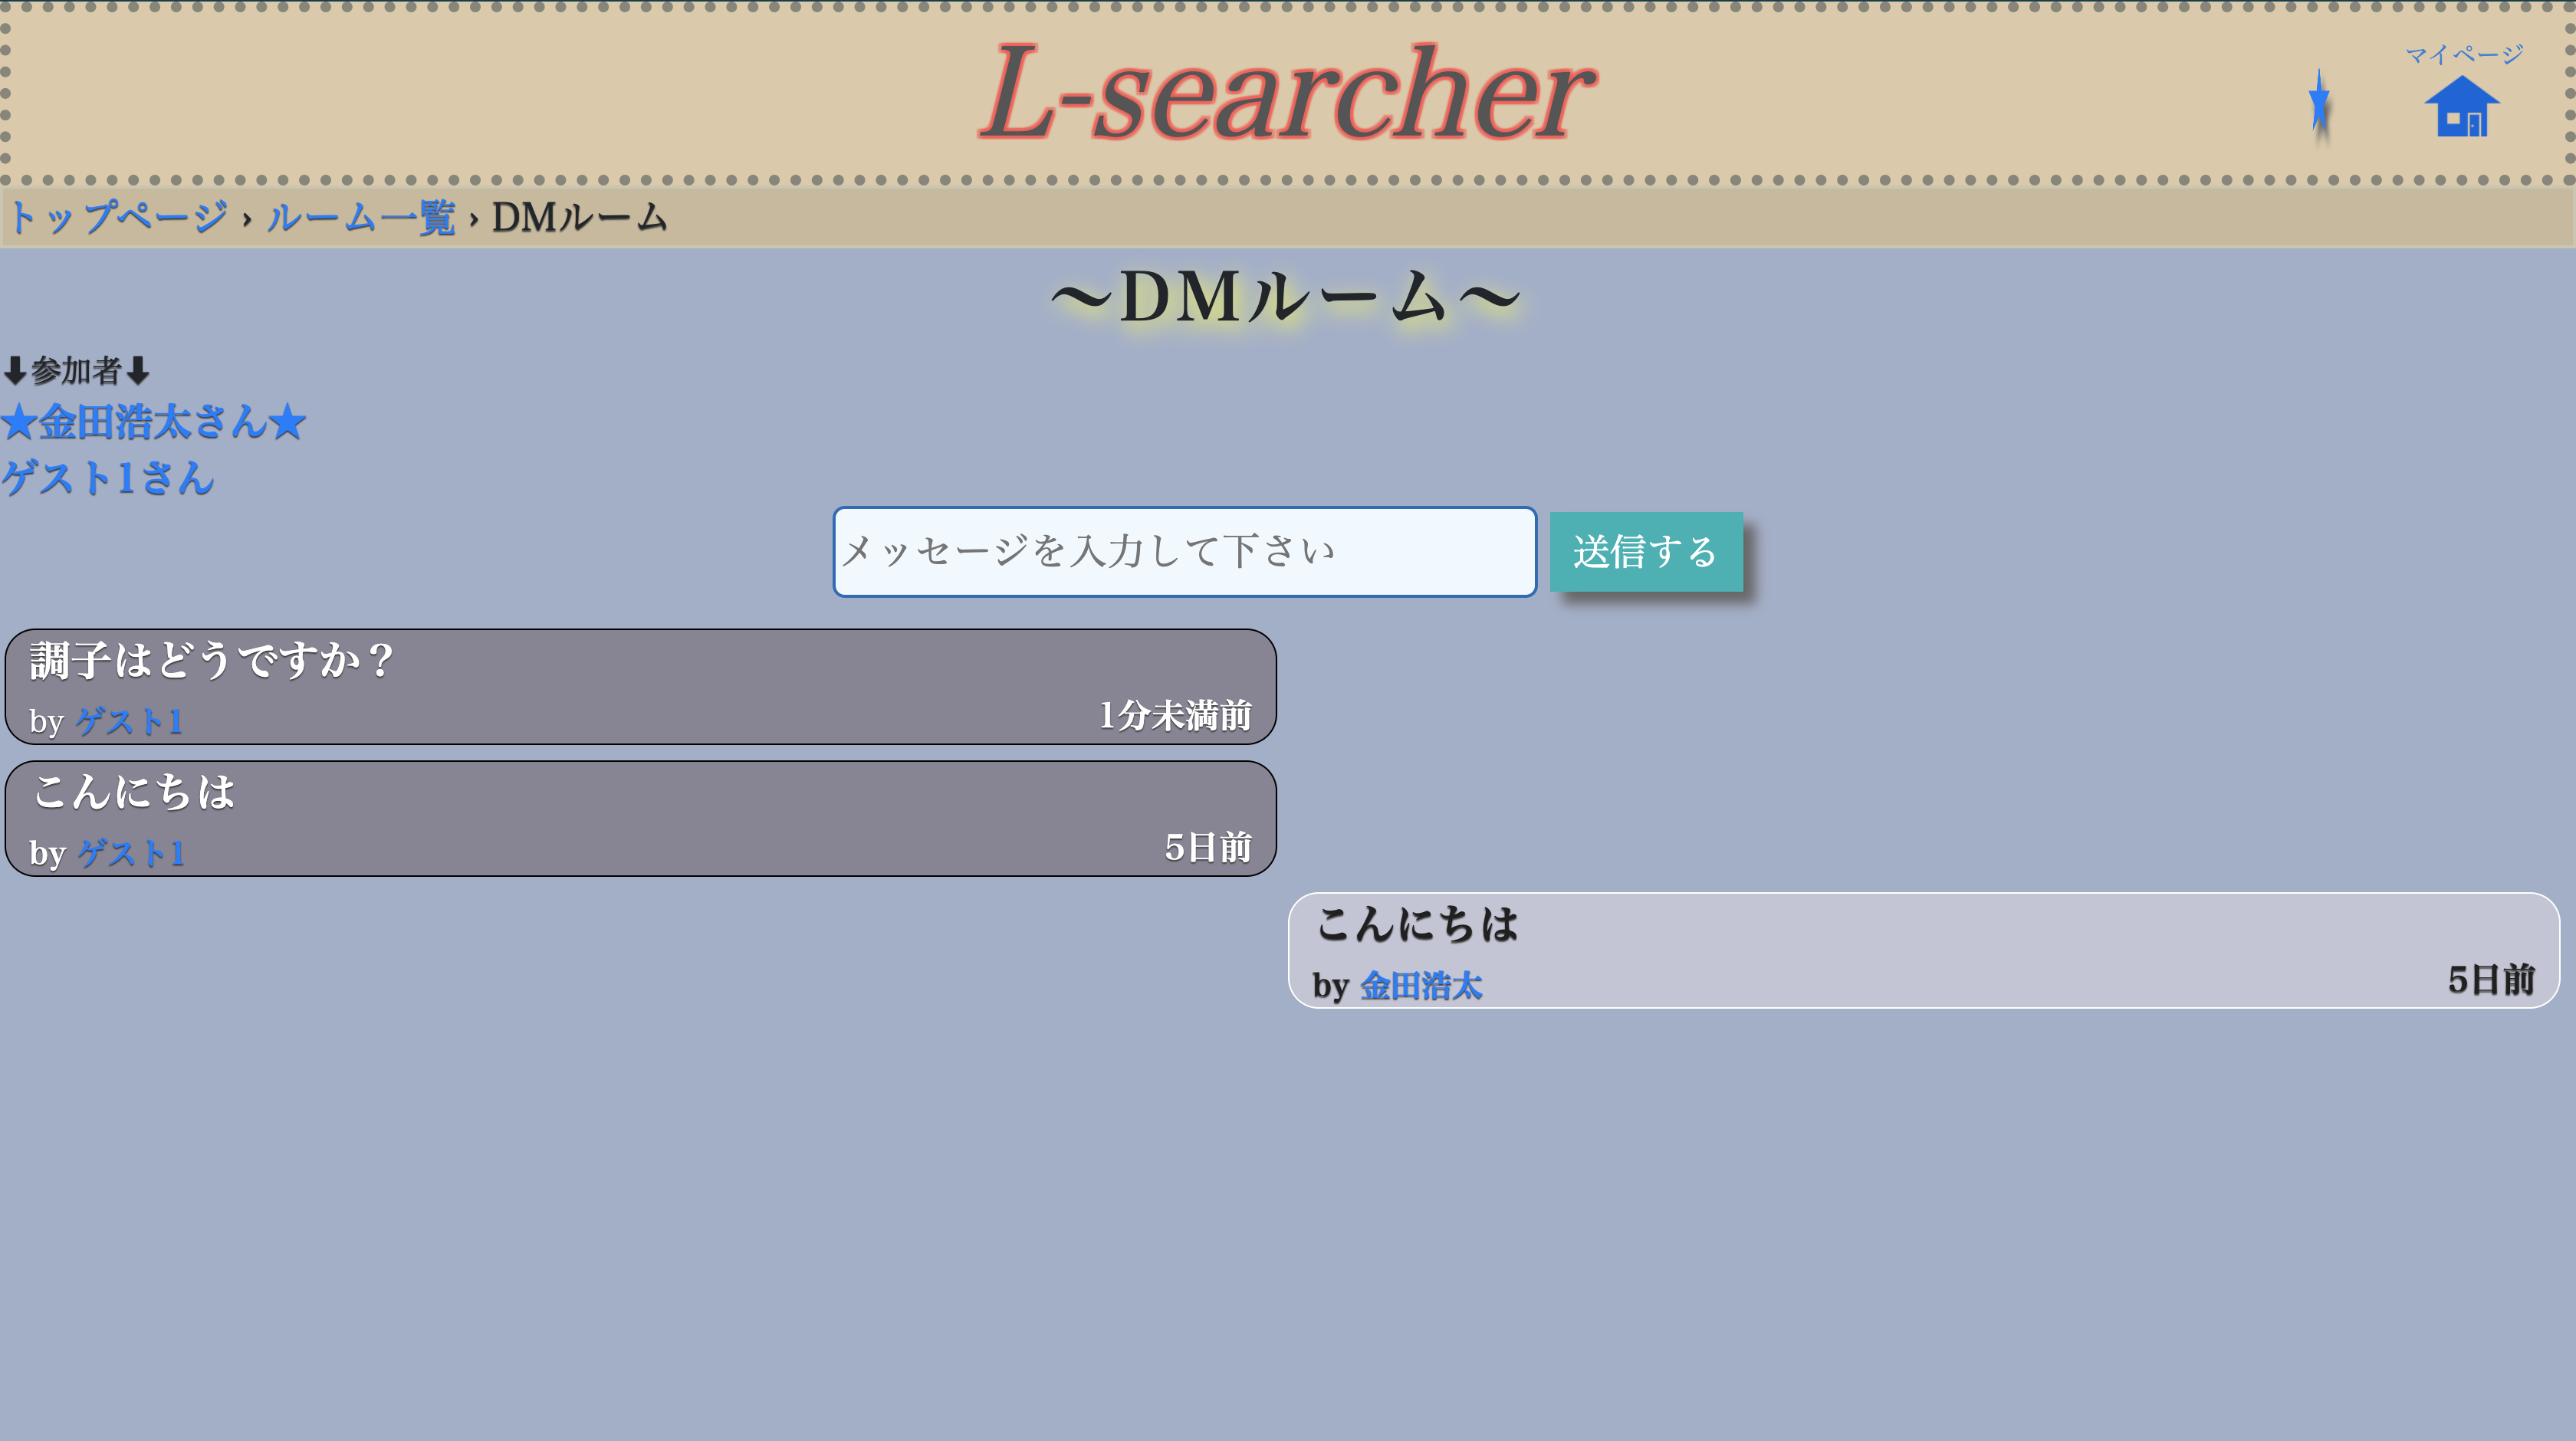 L-searcher
マイページ
トップページ › ルーム一覧 › DMルーム
〜DMルーム〜
⬇参加者⬇
★金田浩太さん★
ゲスト1さん
メッセージを入力して下さい
送信する
調子はどうですか？
by ゲスト1
1分未満前
こんにちは
by ゲスト1
5日前
こんにちは
by 金田浩太
5日前